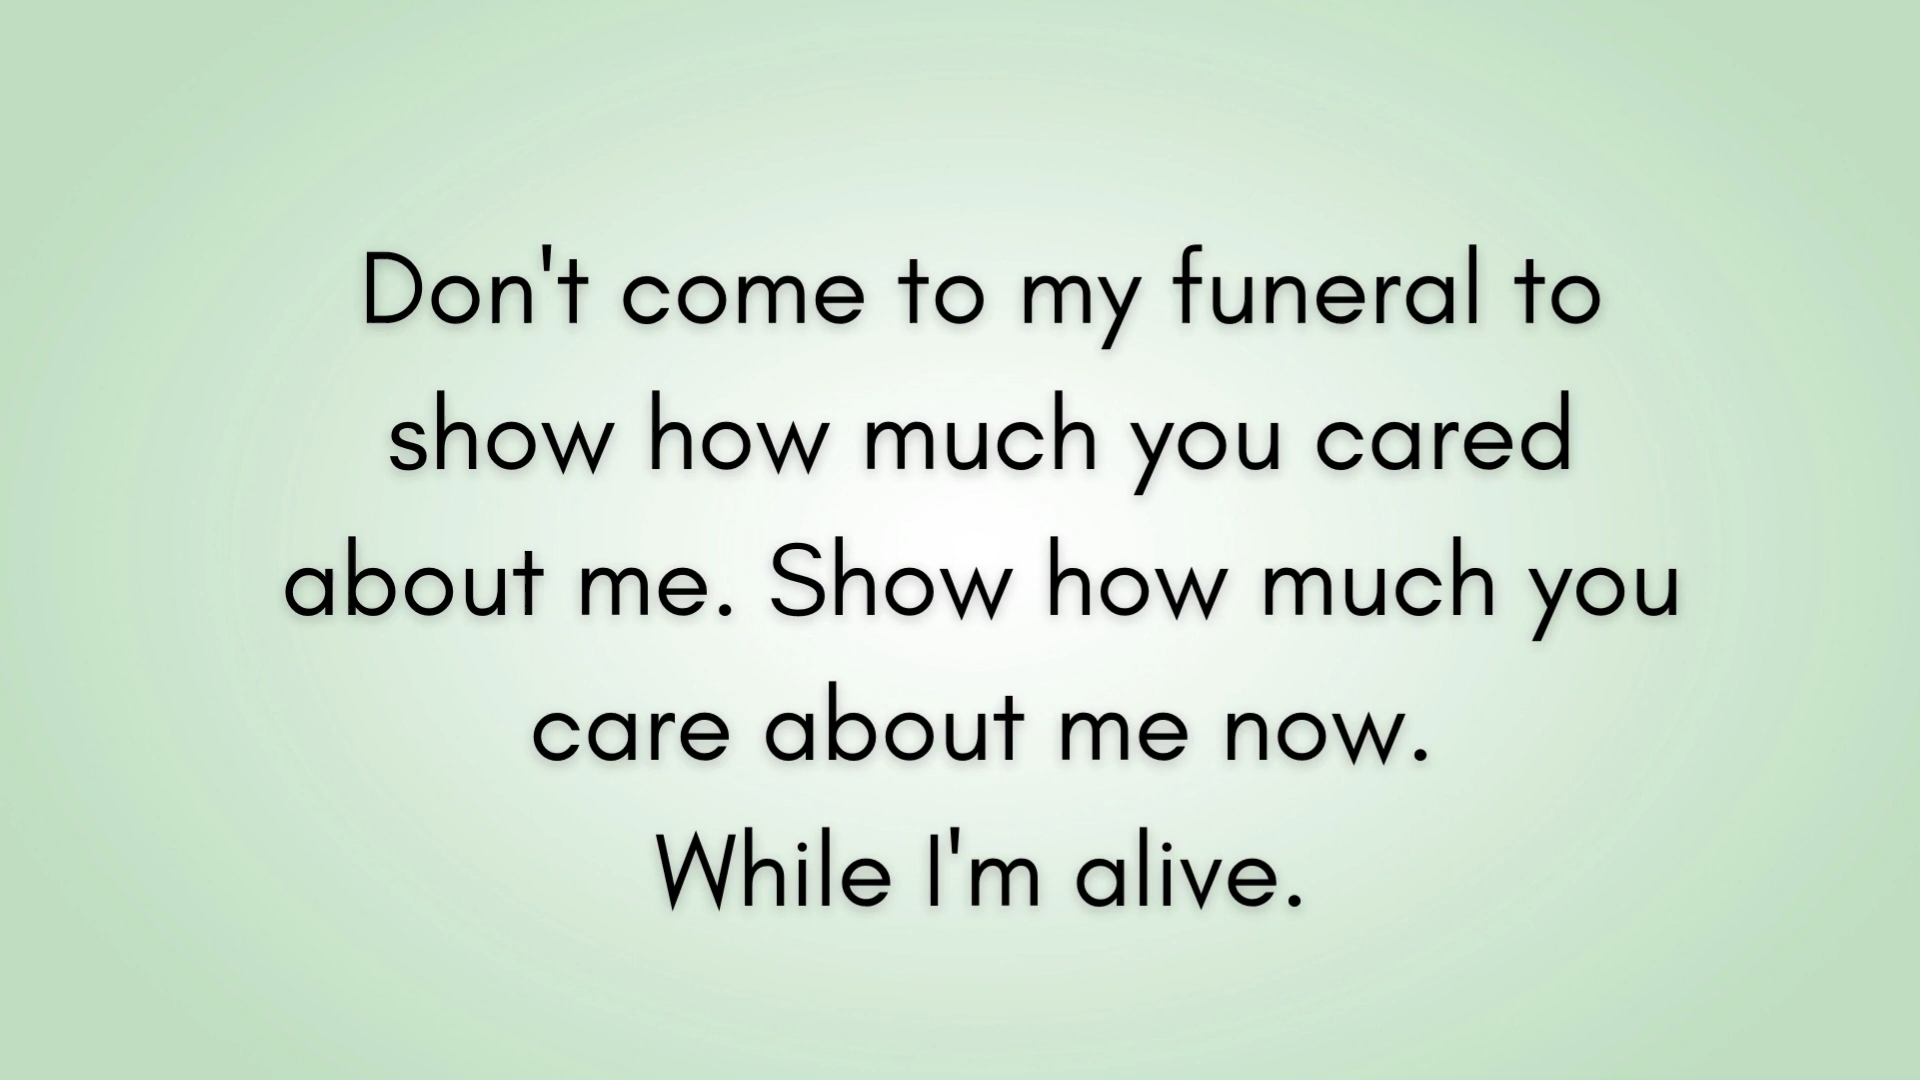 Don't come to my funeral to
show how much you cared
about me. Show how much you
care about me now.
While I'm alive.